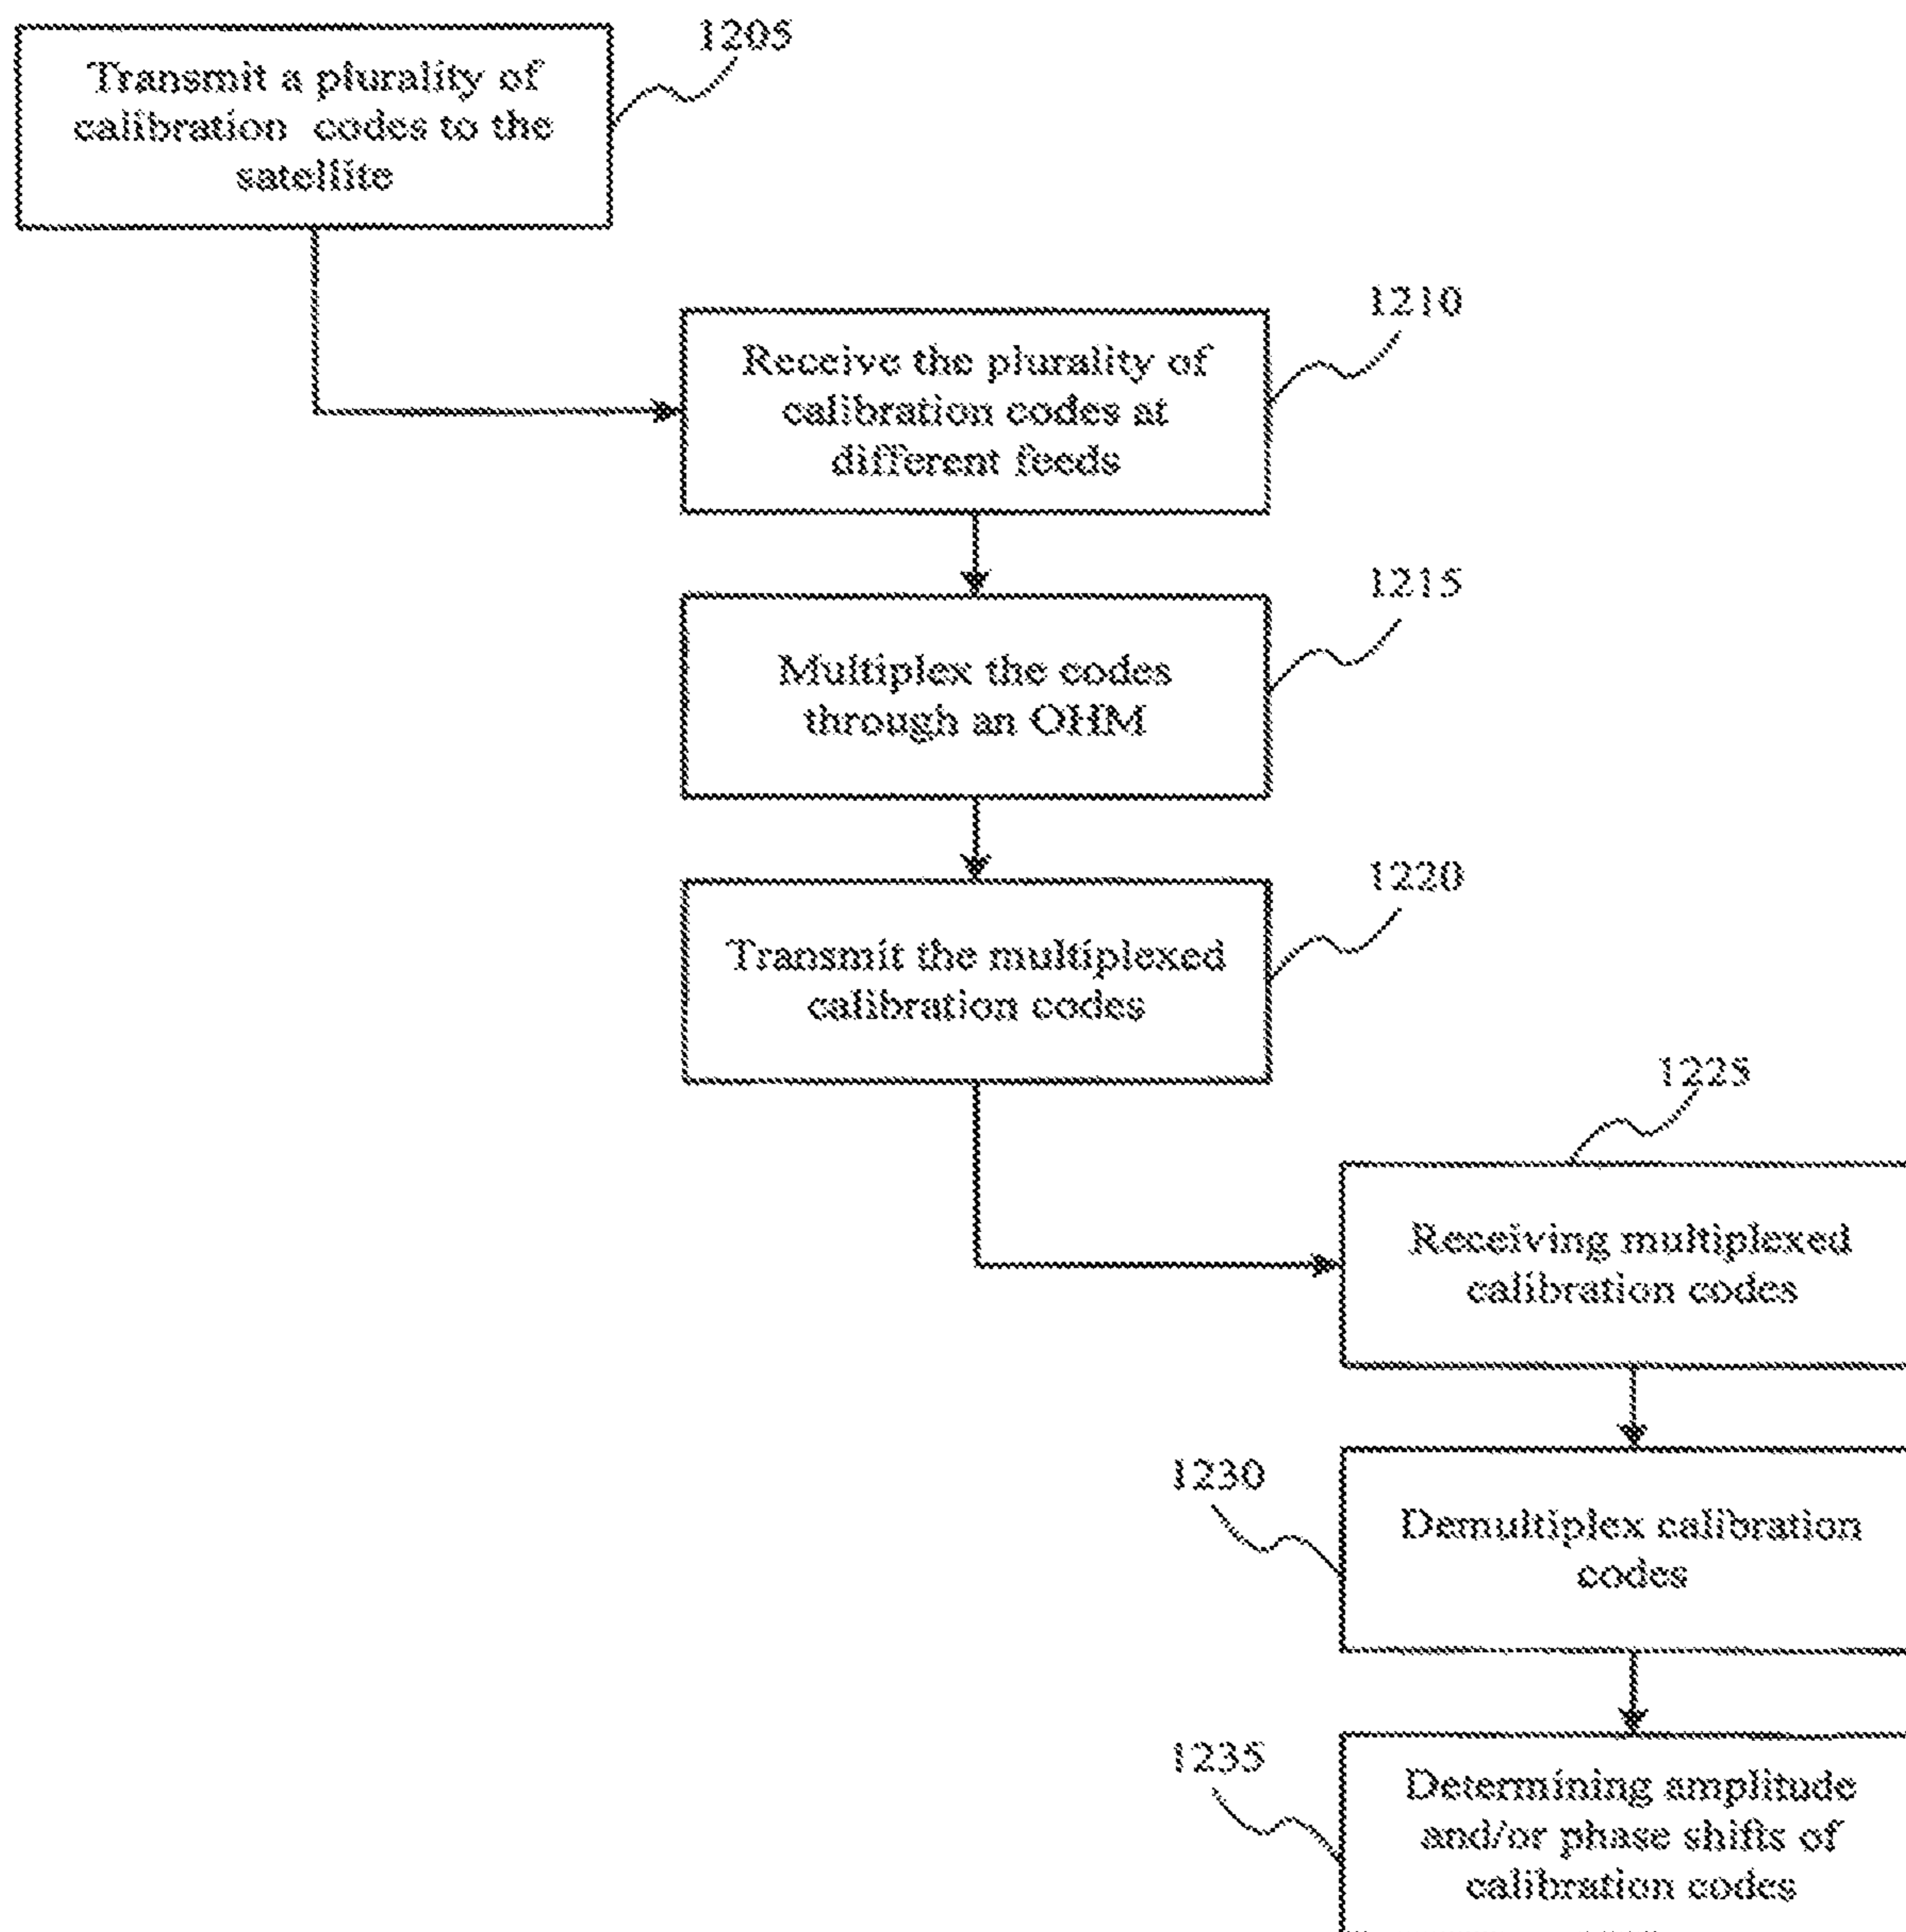 1205
Transmit a plurality of
calibration codes to the
satellite
1210
Receive the plurality of
calibration codes at
different feeds
1215
Multiplex the codes
through an OHM
1220
Transmit the multiplexed
calibration codes
1225
Receiving multiplexed
calibration codes
1230
Demultiplex calibration
codes
1235
Determining amplitude
and/or phase shifts of
calibration codes